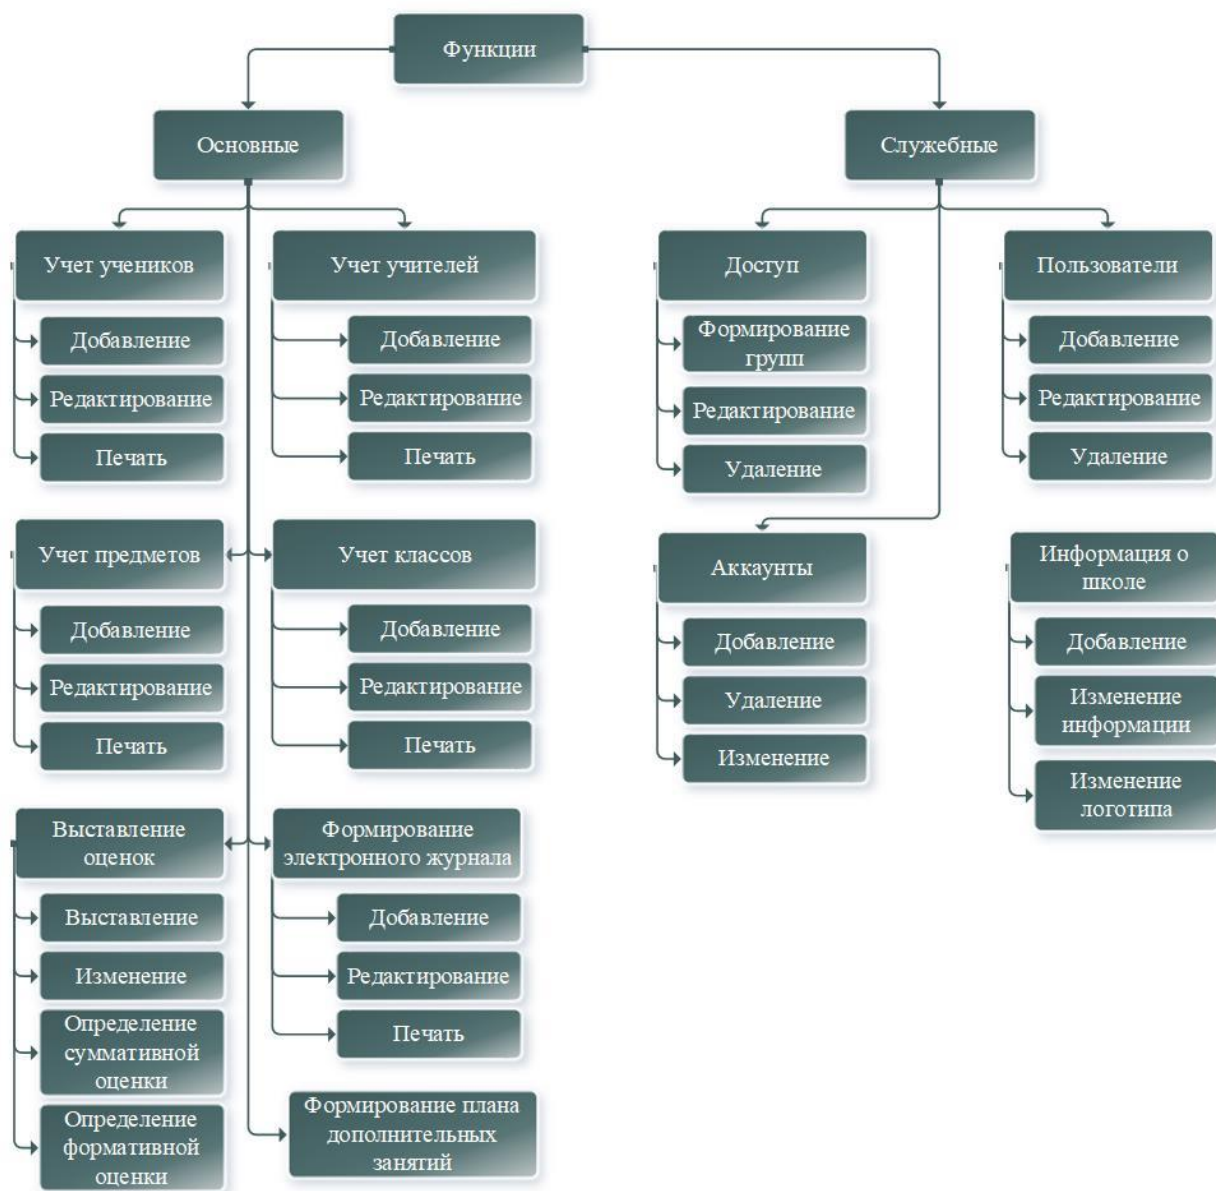 Функции
Основные
Служебные
Учет учеников
Добавление
Редактирование
Печать
Учет учителей
Добавление
Редактирование
Печать
Учет предметов
Добавление
Редактирование
Печать
Учет классов
Добавление
Редактирование
Печать
Выставление
оценок
Выставление
Изменение
Определение
суммативной
оценки
Определение
формативной
оценки
Формирование
электронного журнала
Добавление
Редактирование
Печать
Формирование плана
дополнительных
занятий
Доступ
Формирование
групп
Редактирование
Удаление
Пользователи
Добавление
Редактирование
Удаление
Аккаунты
Добавление
Удаление
Изменение
Информация о
школе
Добавление
Изменение
информации
Изменение
логотипа